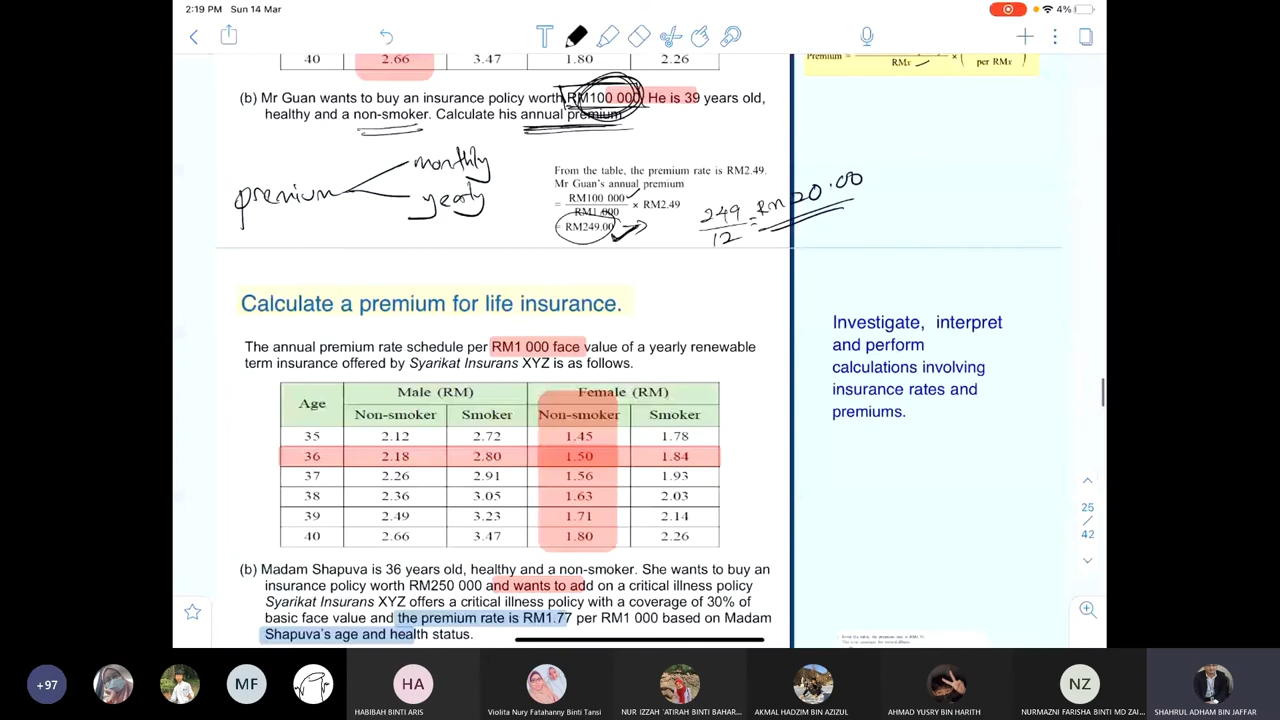 2:19 PM Sun 14 Mar
4%
T
40 2.66 3.47 1.80 2.26
Premium = RMx × ( per RMx )
(b) Mr Guan wants to buy an insurance policy worth RM100 000. He is 39 years old,
healthy and a non-smoker. Calculate his annual premium
premium
monthly
yearly
From the table, the premium rate is RM2.49.
Mr Guan's annual premium
= RM100 000 / RM1 000 × RM2.49
= RM249.00
249 / 12 = RM 20.00
Calculate a premium for life insurance.
The annual premium rate schedule per RM1 000 face value of a yearly renewable
term insurance offered by Syarikat Insurans XYZ is as follows.
Age Male (RM) Female (RM)
Non-smoker Smoker Non-smoker Smoker
35 2.12 2.72 1.45 1.78
36 2.18 2.80 1.50 1.84
37 2.26 2.91 1.56 1.93
38 2.36 3.05 1.63 2.03
39 2.49 3.23 1.71 2.14
40 2.66 3.47 1.80 2.26
(b) Madam Shapuva is 36 years old, healthy and a non-smoker. She wants to buy an
insurance policy worth RM250 000 and wants to add on a critical illness policy
Syarikat Insurans XYZ offers a critical illness policy with a coverage of 30% of
basic face value and the premium rate is RM1.77 per RM1 000 based on Madam
Shapuva's age and health status.
Investigate, interpret
and perform
calculations involving
insurance rates and
premiums.
25
/
42
+97
MF
HA
NZ
HABIBAH BINTI ARIS
Violita Nury Fatahanny Binti Tansi
NUR IZZAH `ATIRAH BINTI BAHAR...
AKMAL HADZIM BIN AZIZUL
AHMAD YUSRY BIN HARITH
NURMAZNI FARISHA BINTI MD ZAI...
SHAHRUL ADHAM BIN JAFFAR